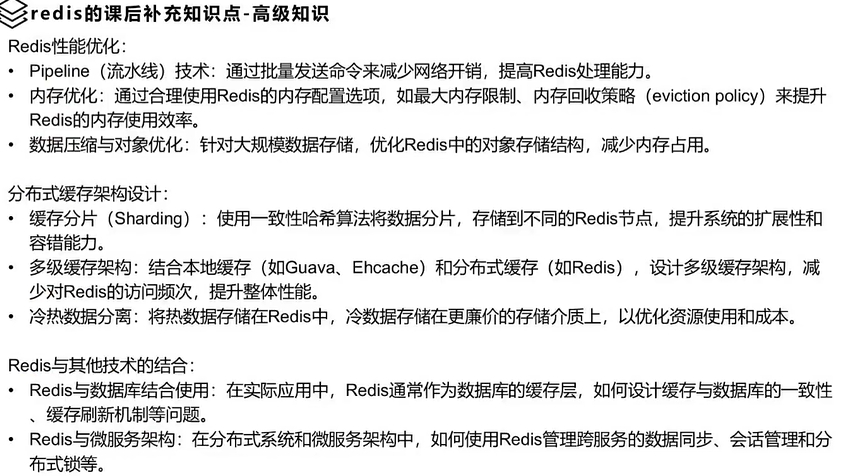 redis的课后补充知识点-高级知识
Redis性能优化：
• Pipeline（流水线）技术：通过批量发送命令来减少网络开销，提高Redis处理能力。
• 内存优化：通过合理使用Redis的内存配置选项，如最大内存限制、内存回收策略（eviction policy）来提升
Redis的内存使用效率。
• 数据压缩与对象优化：针对大规模数据存储，优化Redis中的对象存储结构，减少内存占用。
分布式缓存架构设计：
• 缓存分片（Sharding）：使用一致性哈希算法将数据分片，存储到不同的Redis节点，提升系统的扩展性和
容错能力。
• 多级缓存架构：结合本地缓存（如Guava、Ehcache）和分布式缓存（如Redis），设计多级缓存架构，减
少对Redis的访问频次，提升整体性能。
• 冷热数据分离：将热数据存储在Redis中，冷数据存储在更廉价的存储介质上，以优化资源使用和成本。
Redis与其他技术的结合：
• Redis与数据库结合使用：在实际应用中，Redis通常作为数据库的缓存层，如何设计缓存与数据库的一致性
、缓存刷新机制等问题。
• Redis与微服务架构：在分布式系统和微服务架构中，如何使用Redis管理跨服务的数据同步、会话管理和分
布式锁等。